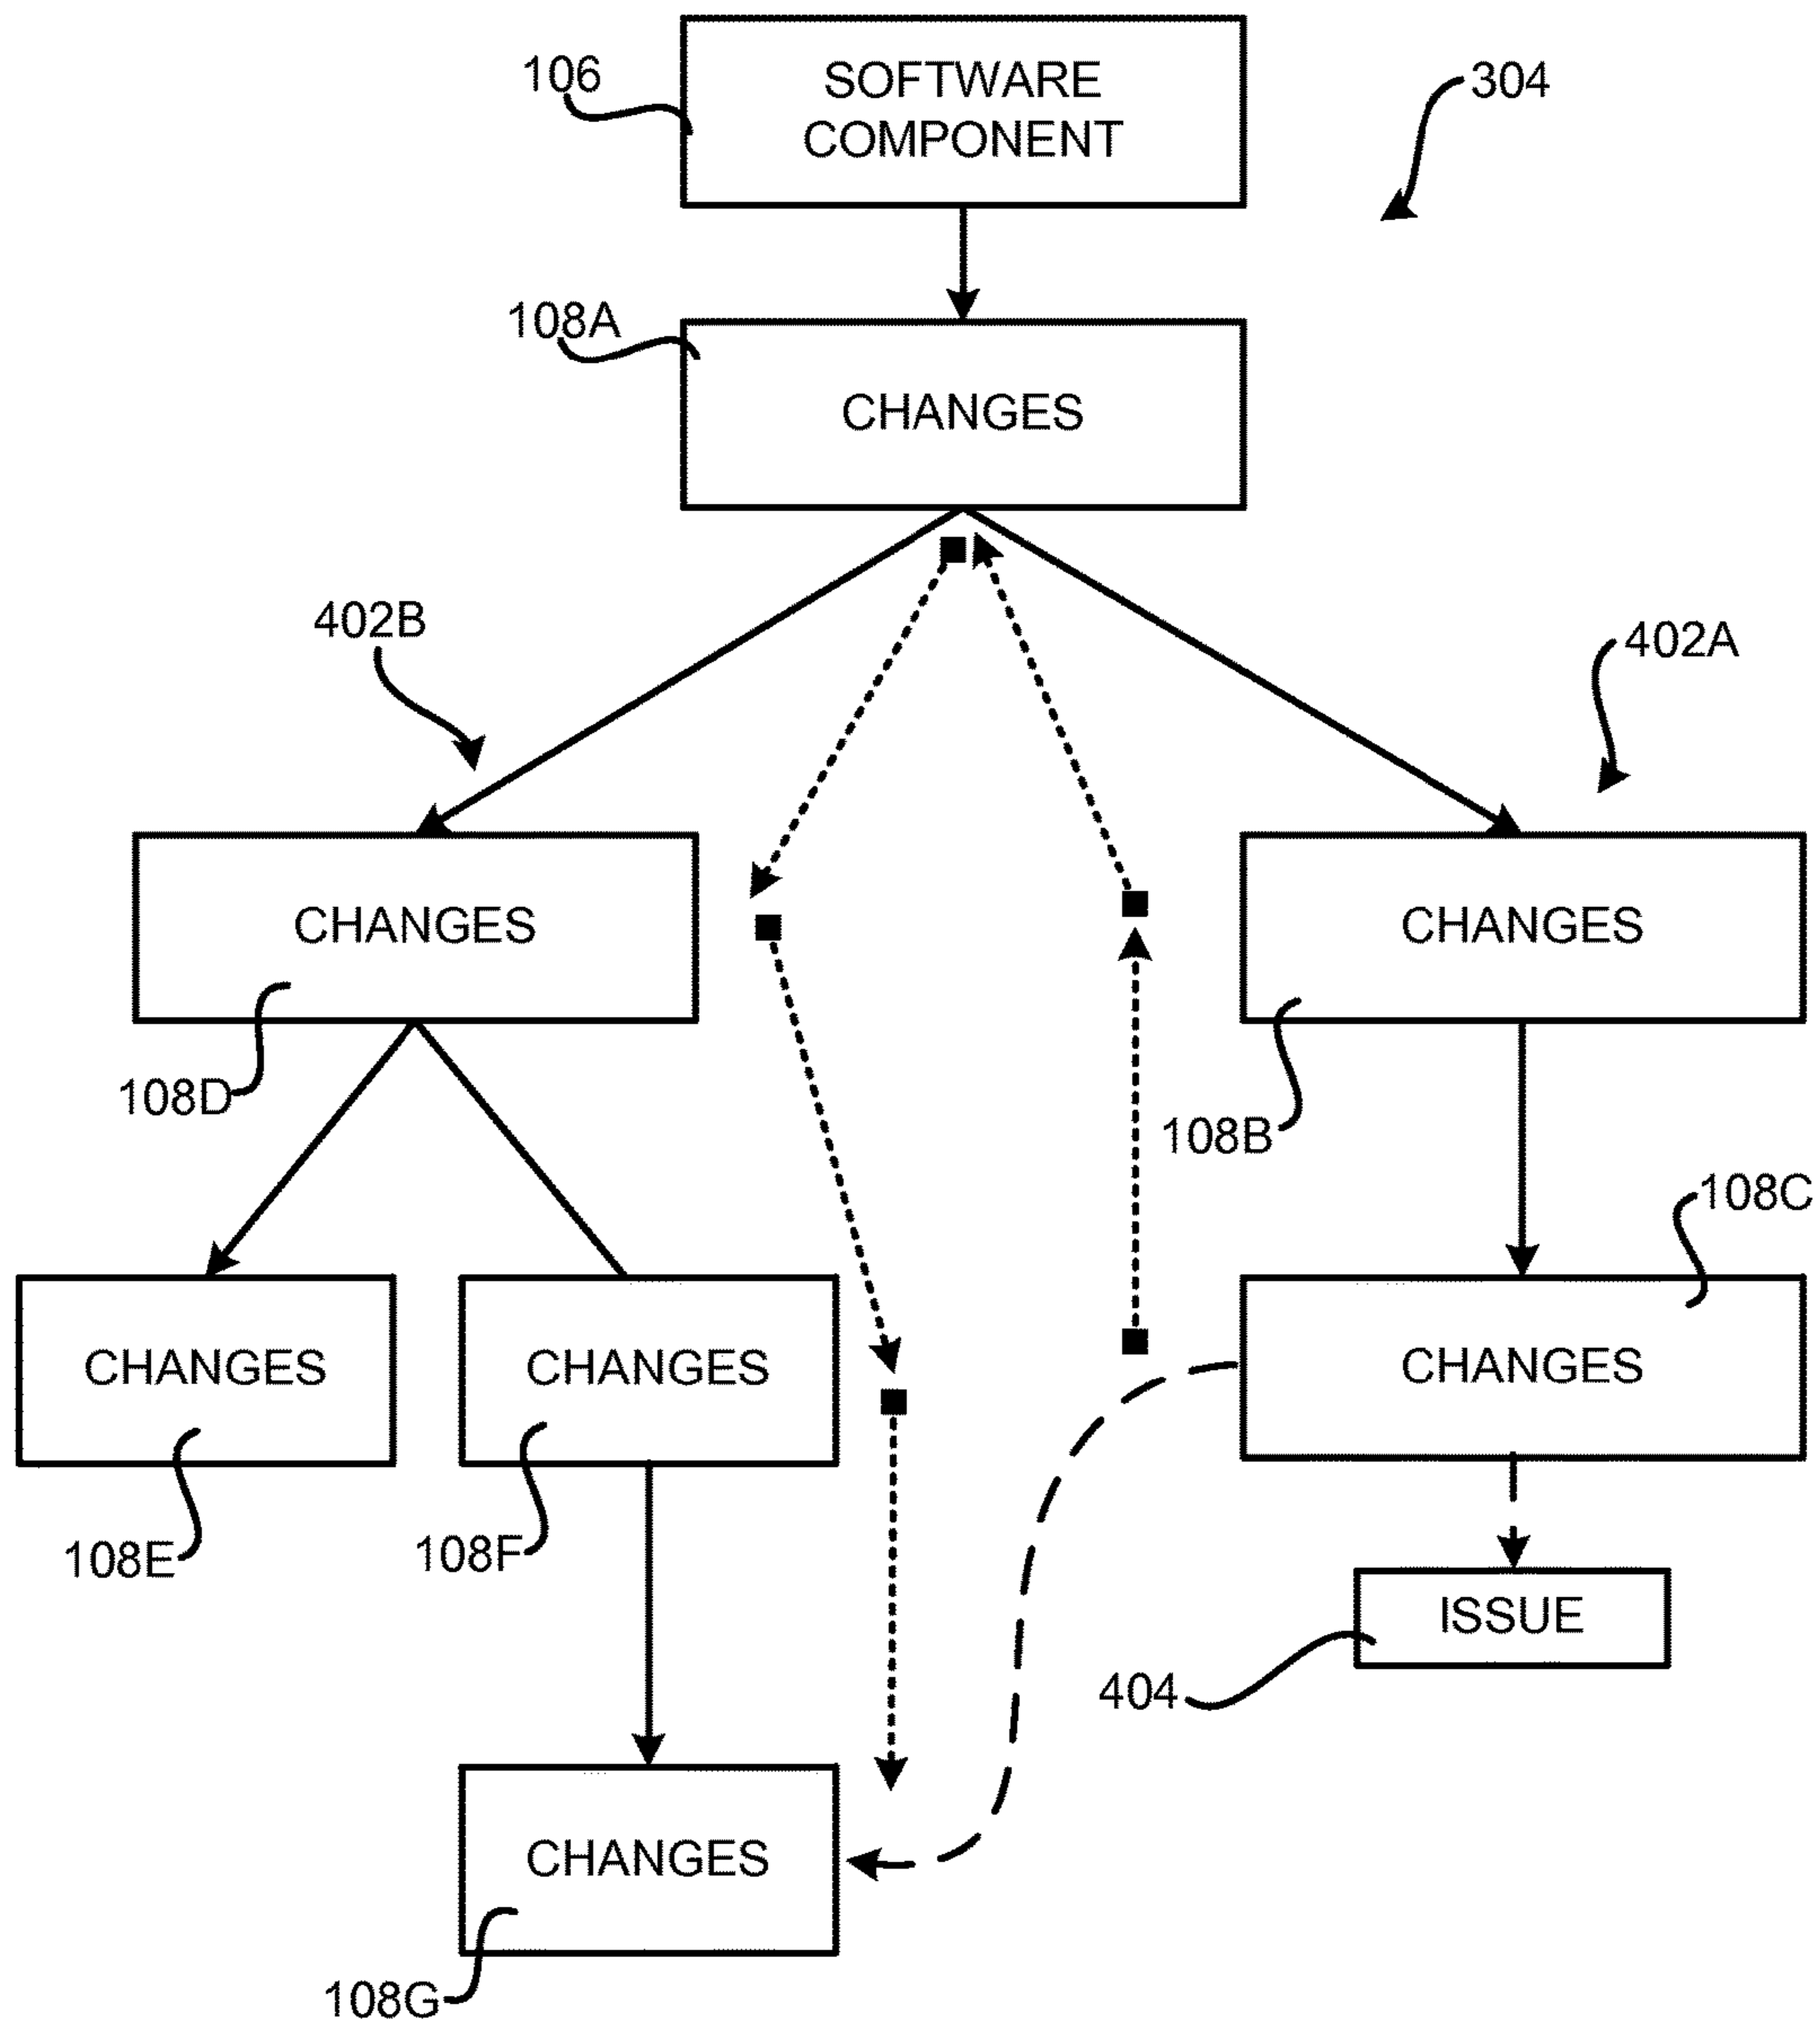 106
SOFTWARE
COMPONENT
304
108A
CHANGES
402B
402A
CHANGES
CHANGES
108D
108B
108C
CHANGES
CHANGES
CHANGES
108E
108F
ISSUE
404
CHANGES
108G